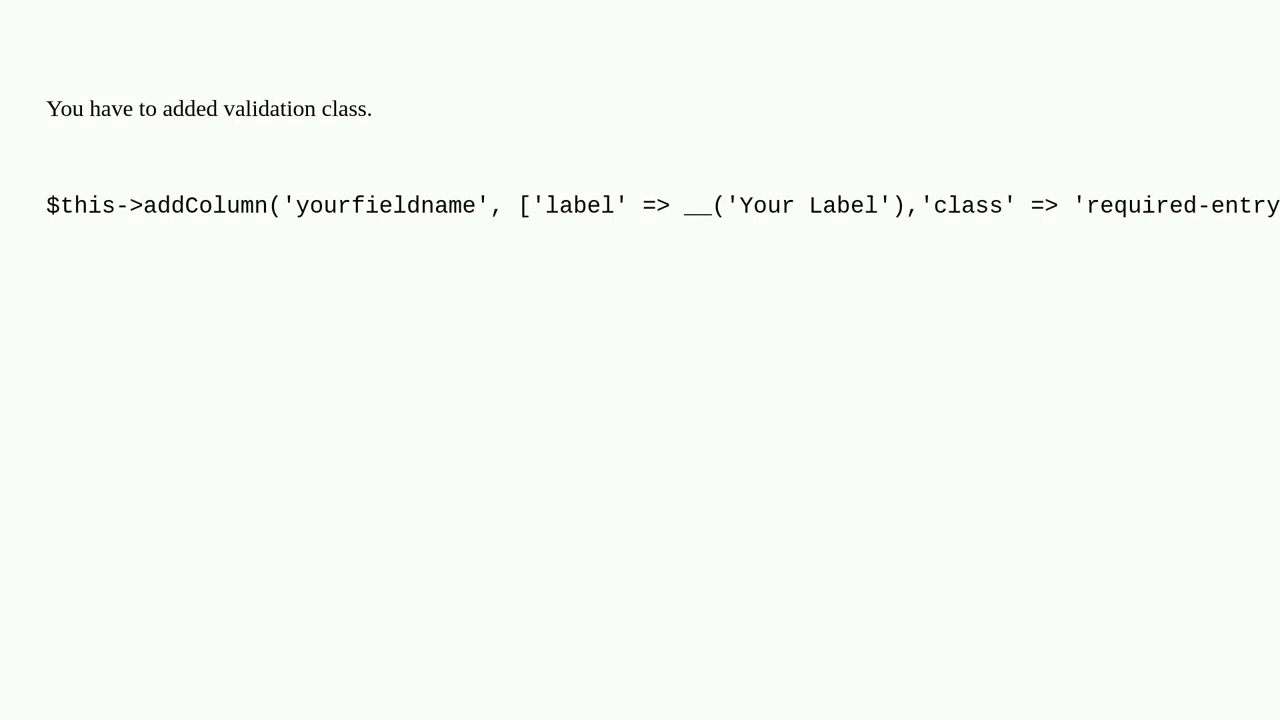 You have to added validation class.
$this->addColumn('yourfieldname', ['label' => __('Your Label'),'class' => 'required-entry